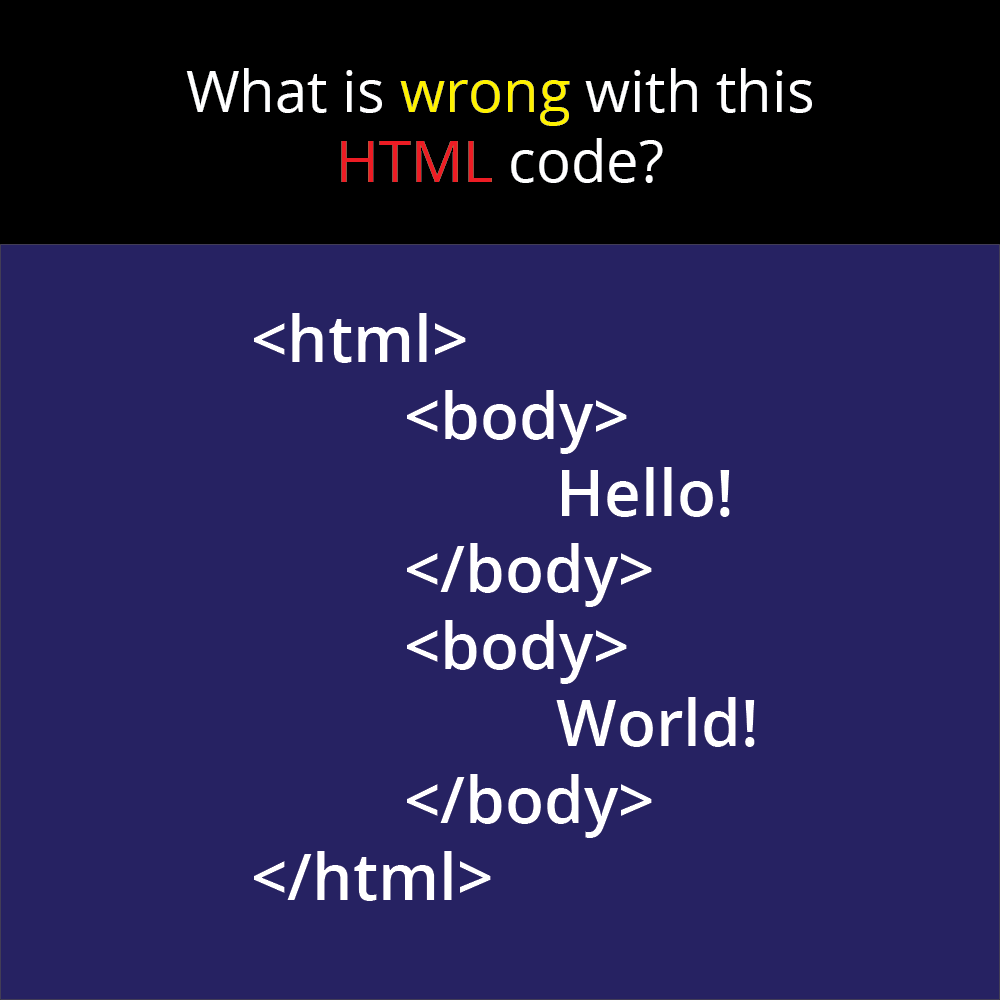 What is wrong with this
HTML code?
<html>
<body>
Hello!
</body>
<body>
World!
</body>
</html>